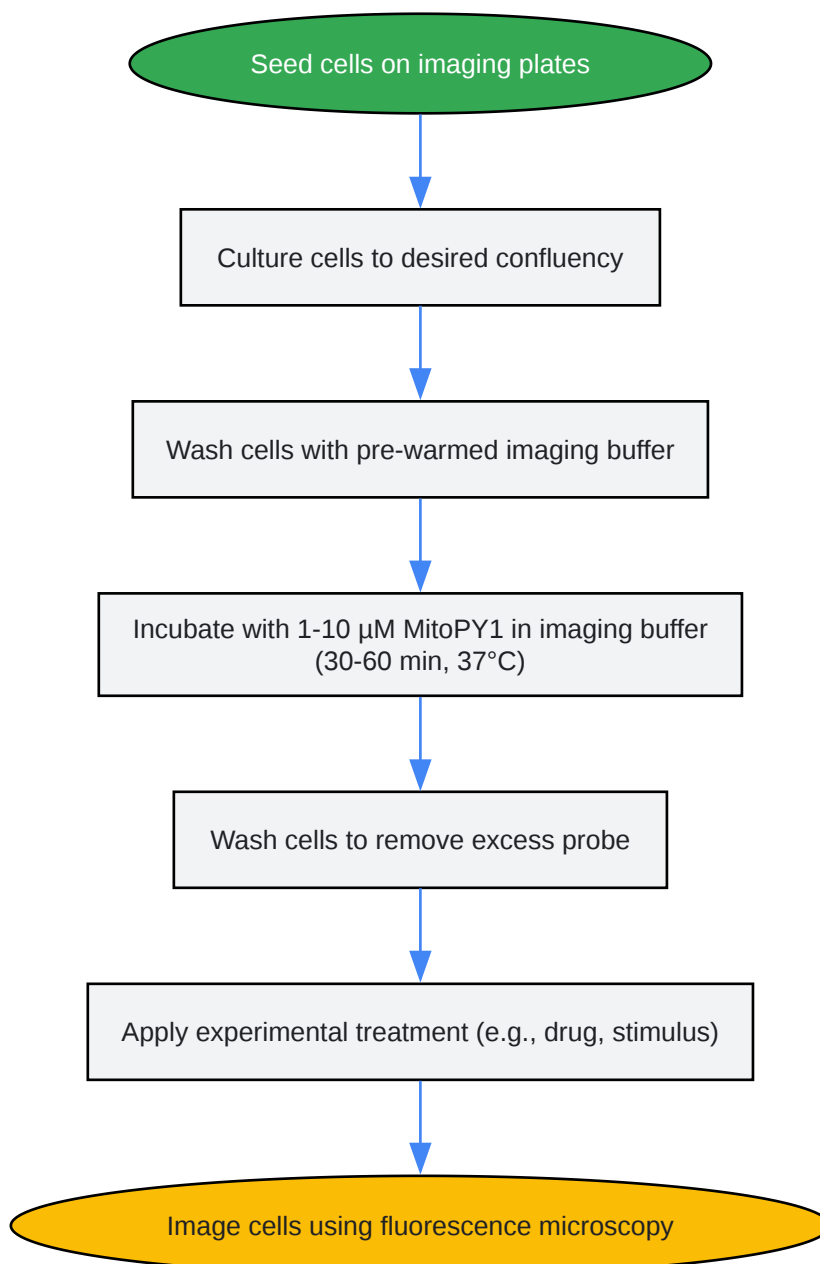 Seed cells on imaging plates
Culture cells to desired confluency
Wash cells with pre-warmed imaging buffer
Incubate with 1-10 µM MitoPY1 in imaging buffer
(30-60 min, 37°C)
Wash cells to remove excess probe
Apply experimental treatment (e.g., drug, stimulus)
Image cells using fluorescence microscopy